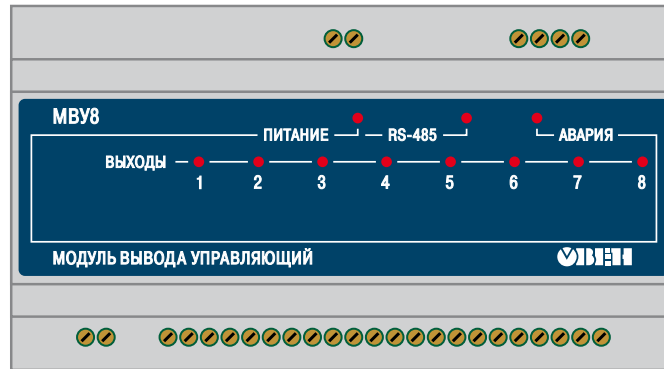 МВУ8
ПИТАНИЕ RS-485 АВАРИЯ
ВЫХОДЫ
1 2 3 4 5 6 7 8
МОДУЛЬ ВЫВОДА УПРАВЛЯЮЩИЙ ОВЕН